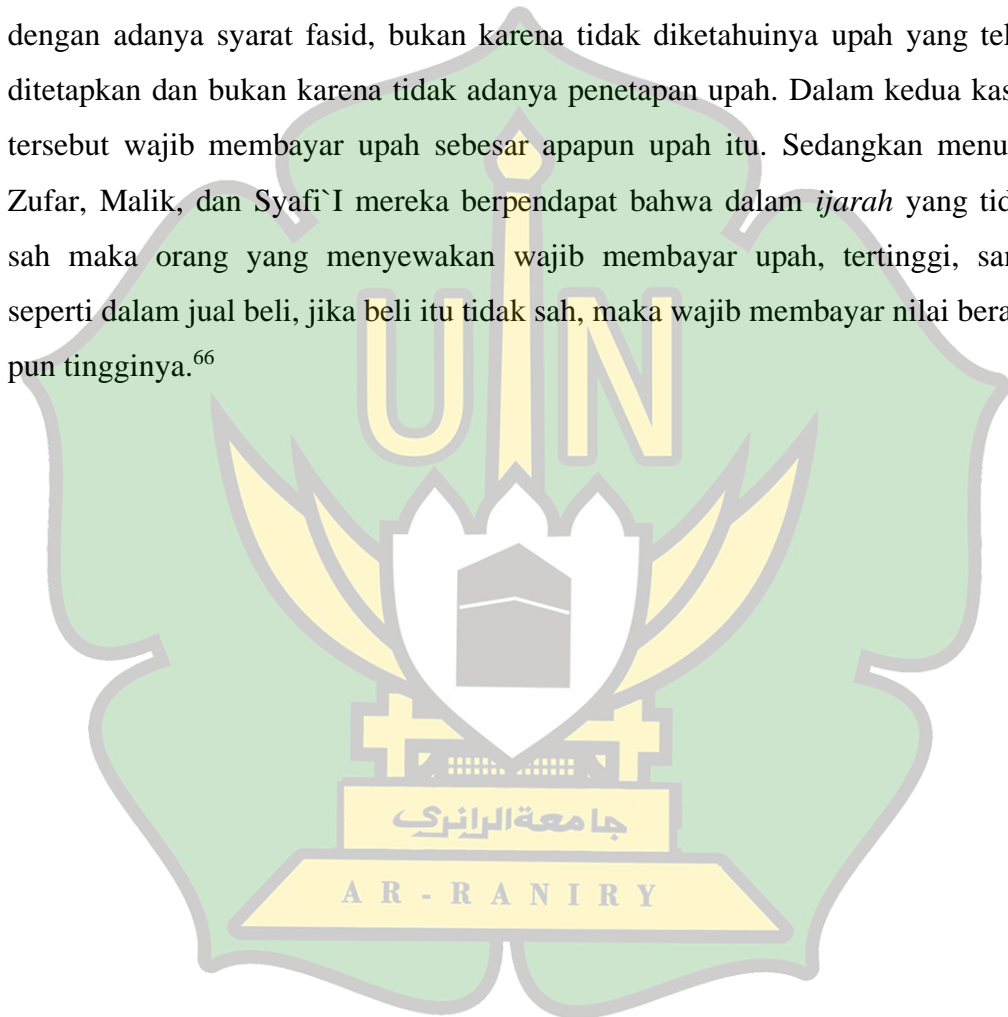 dengan adanya syarat fasid, bukan karena tidak diketahuinya upah yang tel
ditetapkan dan bukan karena tidak adanya penetapan upah. Dalam kedua kas
tersebut wajib membayar upah sebesar apapun upah itu. Sedangkan menu
Zufar, Malik, dan Syafi`I mereka berpendapat bahwa dalam ijarah yang tid
sah maka orang yang menyewakan wajib membayar upah, tertinggi, sar
seperti dalam jual beli, jika beli itu tidak sah, maka wajib membayar nilai bera
pun tingginya.66
UIN
جامعةالرانري
AR-RANIRY